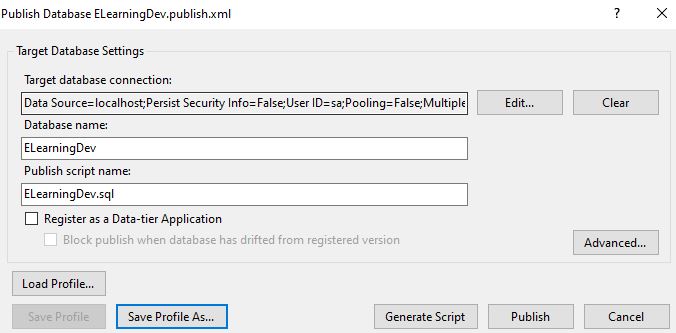 Publish Database ELearningDev.publish.xml
? ×
Target Database Settings
Target database connection:
Data Source=localhost;Persist Security Info=False;User ID=sa;Pooling=False;Multiple
Edit...
Clear
Database name:
ELearningDev
Publish script name:
ELearningDev.sql
Register as a Data-tier Application
Block publish when database has drifted from registered version
Advanced...
Load Profile...
Save Profile
Save Profile As...
Generate Script
Publish
Cancel